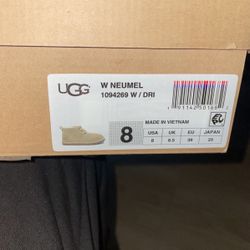 UGG
W NEUMEL
1094269 W / DRI
MADE IN VIETNAM
8
USA UK EU JAPAN
8 6.5 39 25